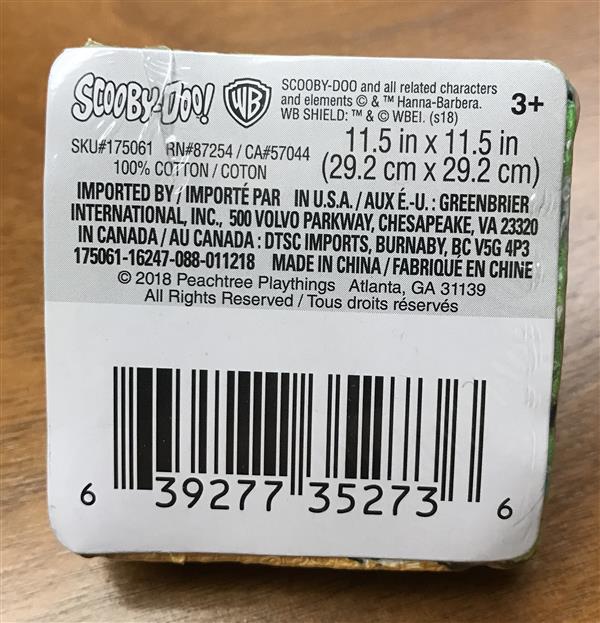 SCOOBY-DOO!
WB
SCOOBY-DOO and all related characters
and elements © & ™ Hanna-Barbera.
WB SHIELD: ™ & © WBEI. (s18)
3+
SKU#175061 RN#87254 / CA#57044
100% COTTON / COTON
11.5 in x 11.5 in
(29.2 cm x 29.2 cm)
IMPORTED BY / IMPORTÉ PAR IN U.S.A. / AUX É.-U. : GREENBRIER
INTERNATIONAL, INC., 500 VOLVO PARKWAY, CHESAPEAKE, VA 23320
IN CANADA / AU CANADA : DTSC IMPORTS, BURNABY, BC V5G 4P3
175061-16247-088-011218 MADE IN CHINA / FABRIQUÉ EN CHINE
© 2018 Peachtree Playthings Atlanta, GA 31139
All Rights Reserved / Tous droits réservés
6 39277 35273 6